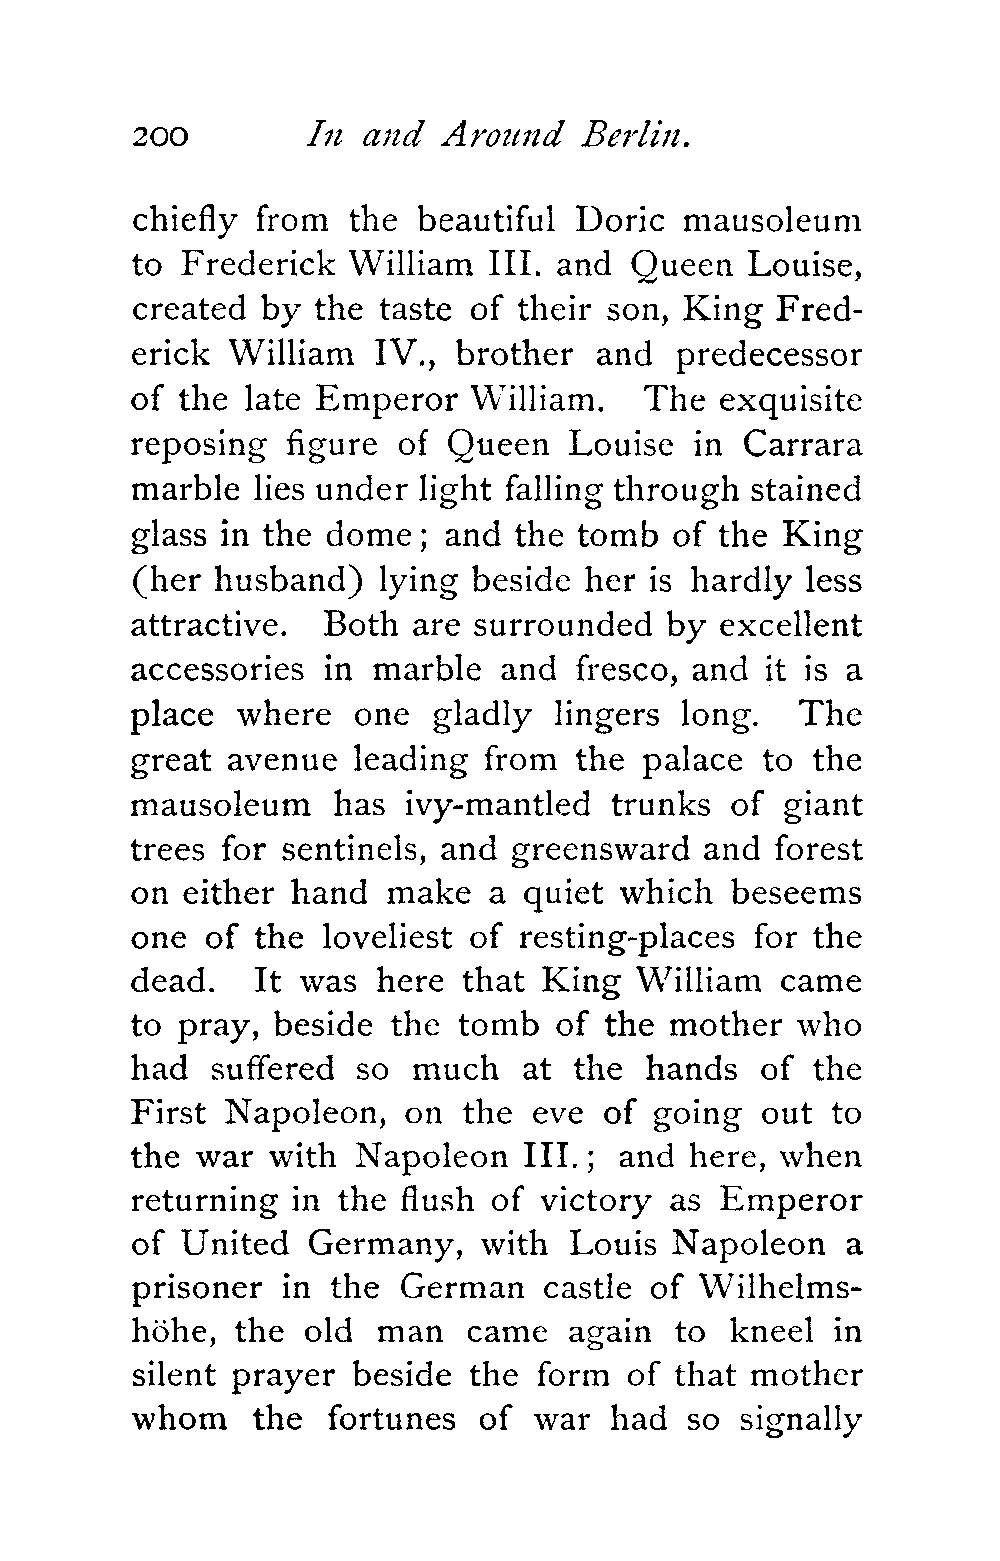 200 In and Around Berlin.
chiefly from the beautiful Doric mausoleum
to Frederick William III. and Queen Louise,
created by the taste of their son, King Fred-
erick William IV., brother and predecessor
of the late Emperor William. The exquisite
reposing figure of Queen Louise in Carrara
marble lies under light falling through stained
glass in the dome; and the tomb of the King
(her husband) lying beside her is hardly less
attractive. Both are surrounded by excellent
accessories in marble and fresco, and it is a
place where one gladly lingers long. The
great avenue leading from the palace to the
mausoleum has ivy-mantled trunks of giant
trees for sentinels, and greensward and forest
on either hand make a quiet which beseems
one of the loveliest of resting-places for the
dead. It was here that King William came
to pray, beside the tomb of the mother who
had suffered so much at the hands of the
First Napoleon, on the eve of going out to
the war with Napoleon III.; and here, when
returning in the flush of victory as Emperor
of United Germany, with Louis Napoleon a
prisoner in the German castle of Wilhelms-
höhe, the old man came again to kneel in
silent prayer beside the form of that mother
whom the fortunes of war had so signally